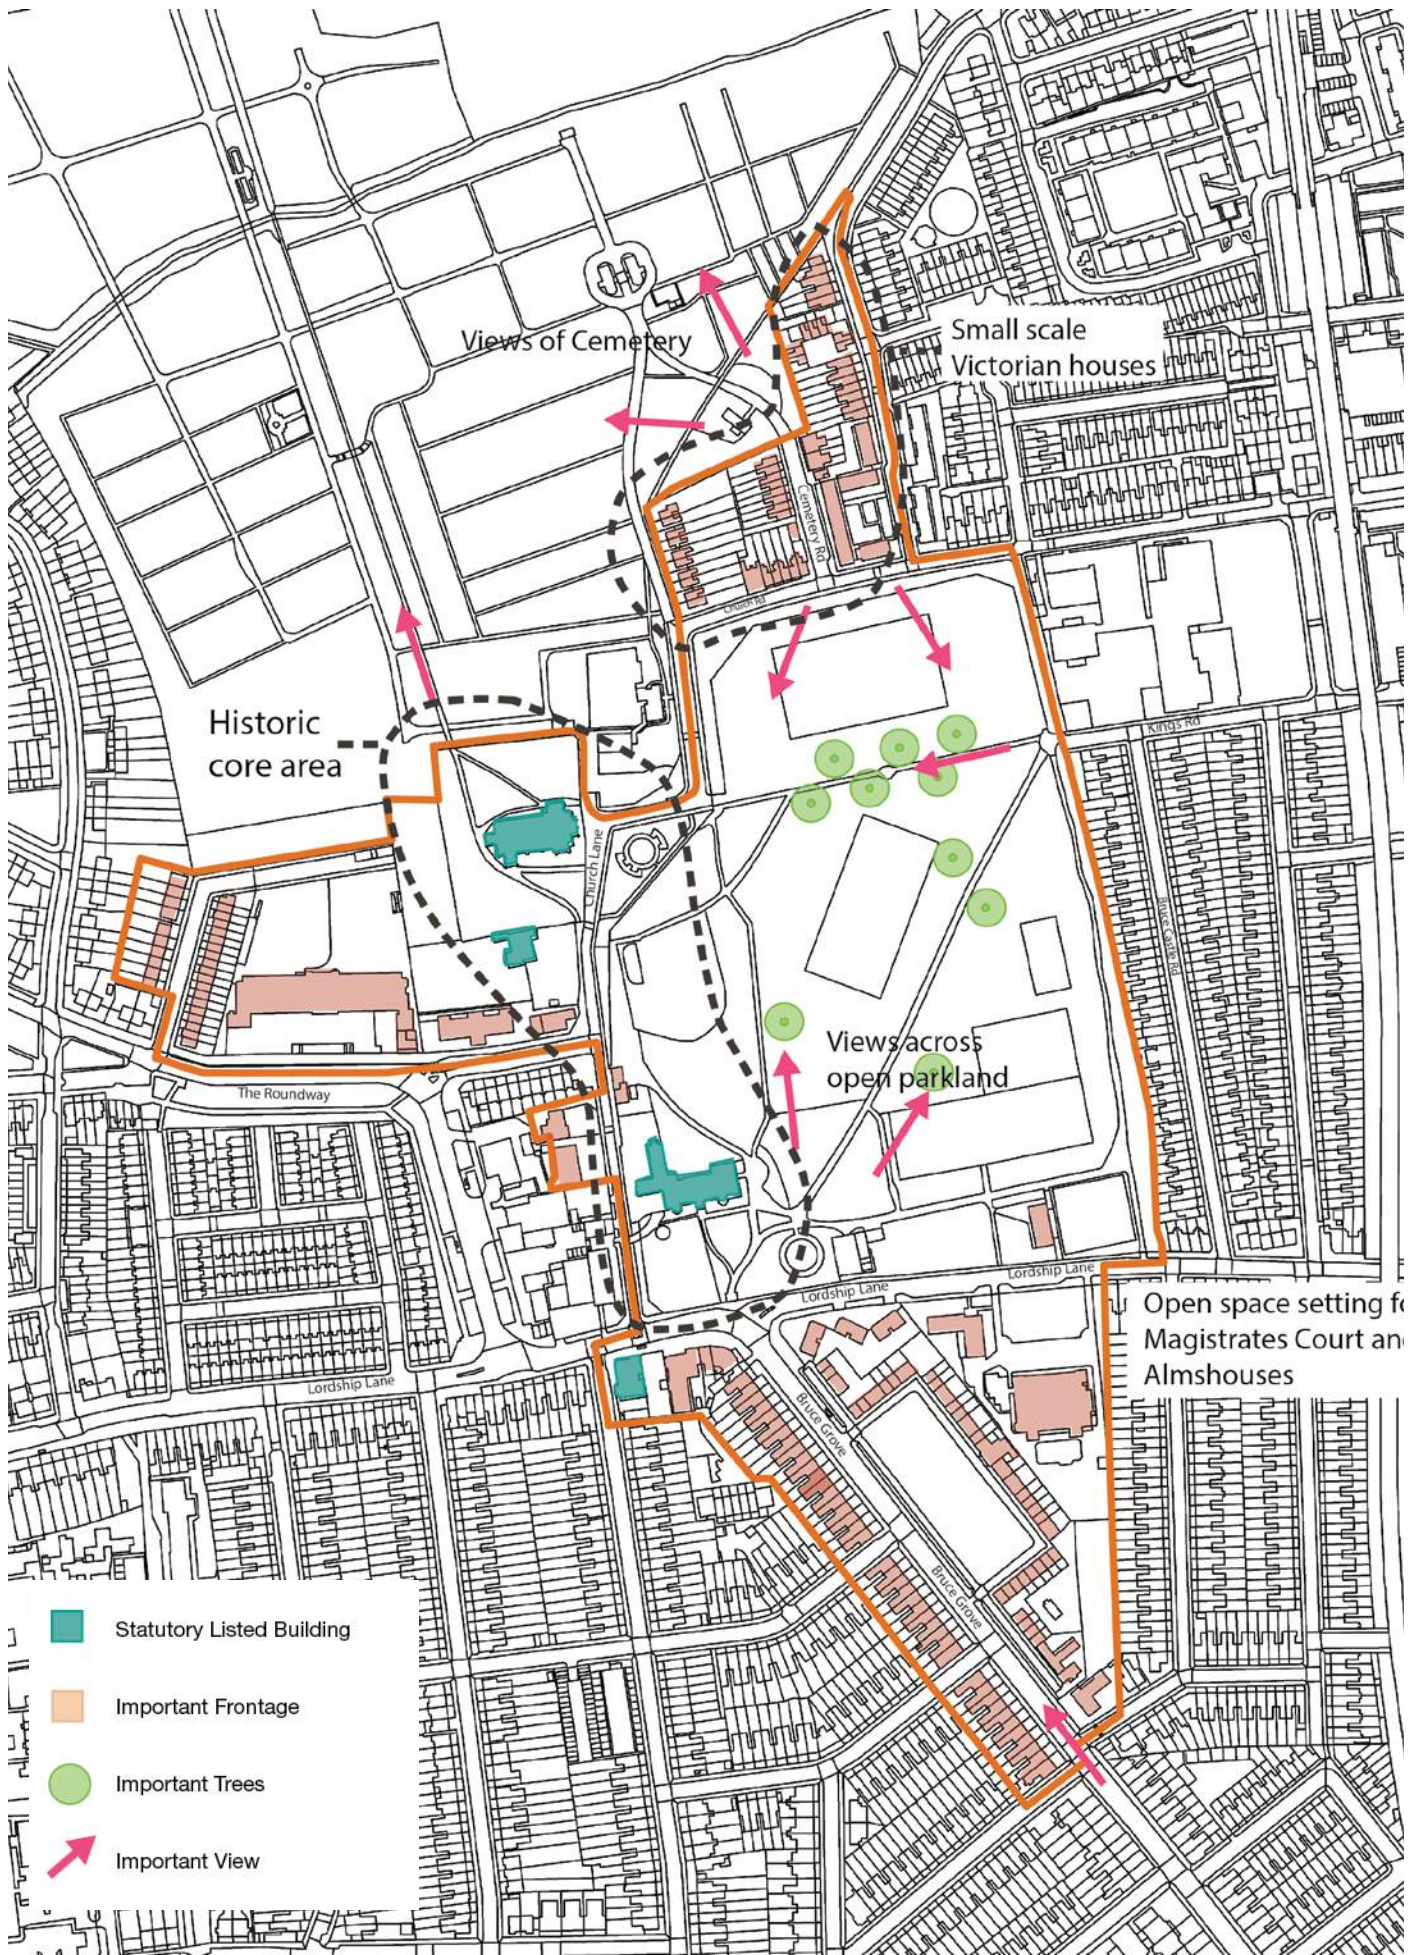 Views of Cemetery
Small scale
Victorian houses
Cemetery Rd
Church Rd
Historic
core area
Kings Rd
Church Lane
Bruce Castle Rd
Views across
open parkland
The Roundway
Lordship Lane
Lordship Lane
Open space setting fo
Magistrates Court and
Almshouses
Lordship Lane
Bruce Grove
Bruce Grove
Statutory Listed Building
Important Frontage
Important Trees
Important View